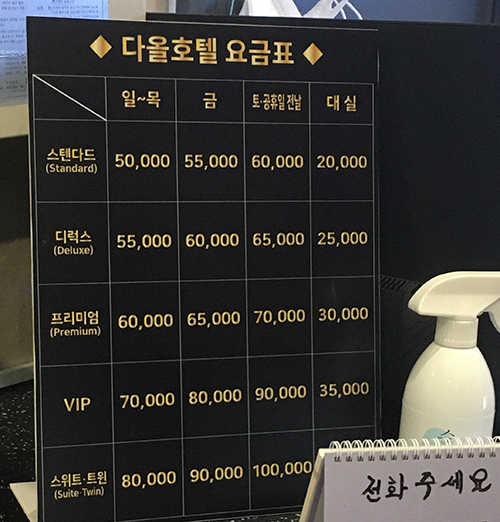 다올호텔 요금표
일~목 금 토·공휴일 전날 대 실
스텐다드 (Standard) 50,000 55,000 60,000 20,000
디럭스 (Deluxe) 55,000 60,000 65,000 25,000
프리미엄 (Premium) 60,000 65,000 70,000 30,000
VIP 70,000 80,000 90,000 35,000
스위트·트윈 (Suite·Twin) 80,000 90,000 100,000
전화 주세요